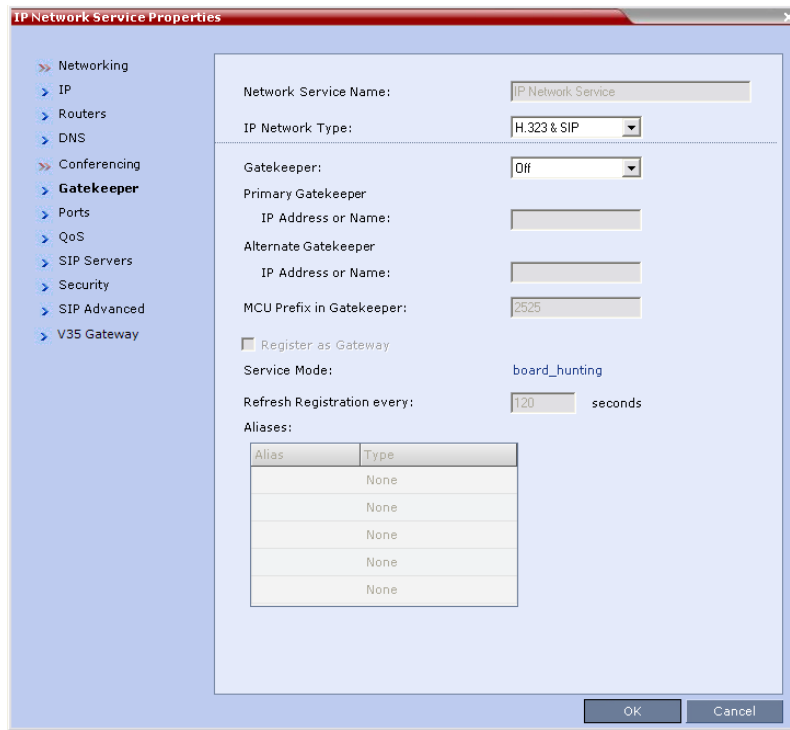 IP Network Service Properties
Networking
IP
Routers
DNS
Conferencing
Gatekeeper
Ports
QoS
SIP Servers
Security
SIP Advanced
V35 Gateway
Network Service Name: IP Network Service
IP Network Type: H.323 & SIP
Gatekeeper: Off
Primary Gatekeeper
IP Address or Name:
Alternate Gatekeeper
IP Address or Name:
MCU Prefix in Gatekeeper: 2525
Register as Gateway
Service Mode: board_hunting
Refresh Registration every: 120 seconds
Aliases:
Alias Type
None
None
None
None
None
OK Cancel